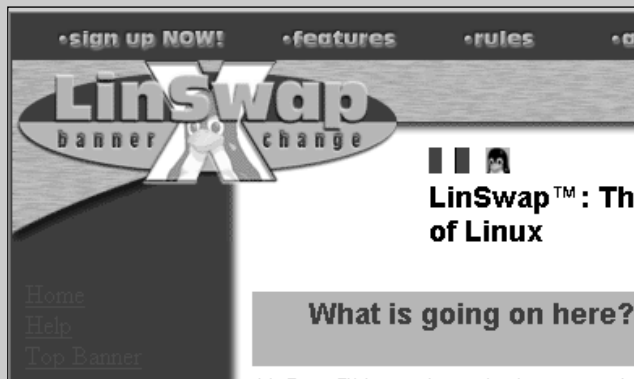 •sign up NOW! •features •rules
LinSwap
banner X change
LinSwap™: Th
of Linux
Home
Help
Top Banner
What is going on here?